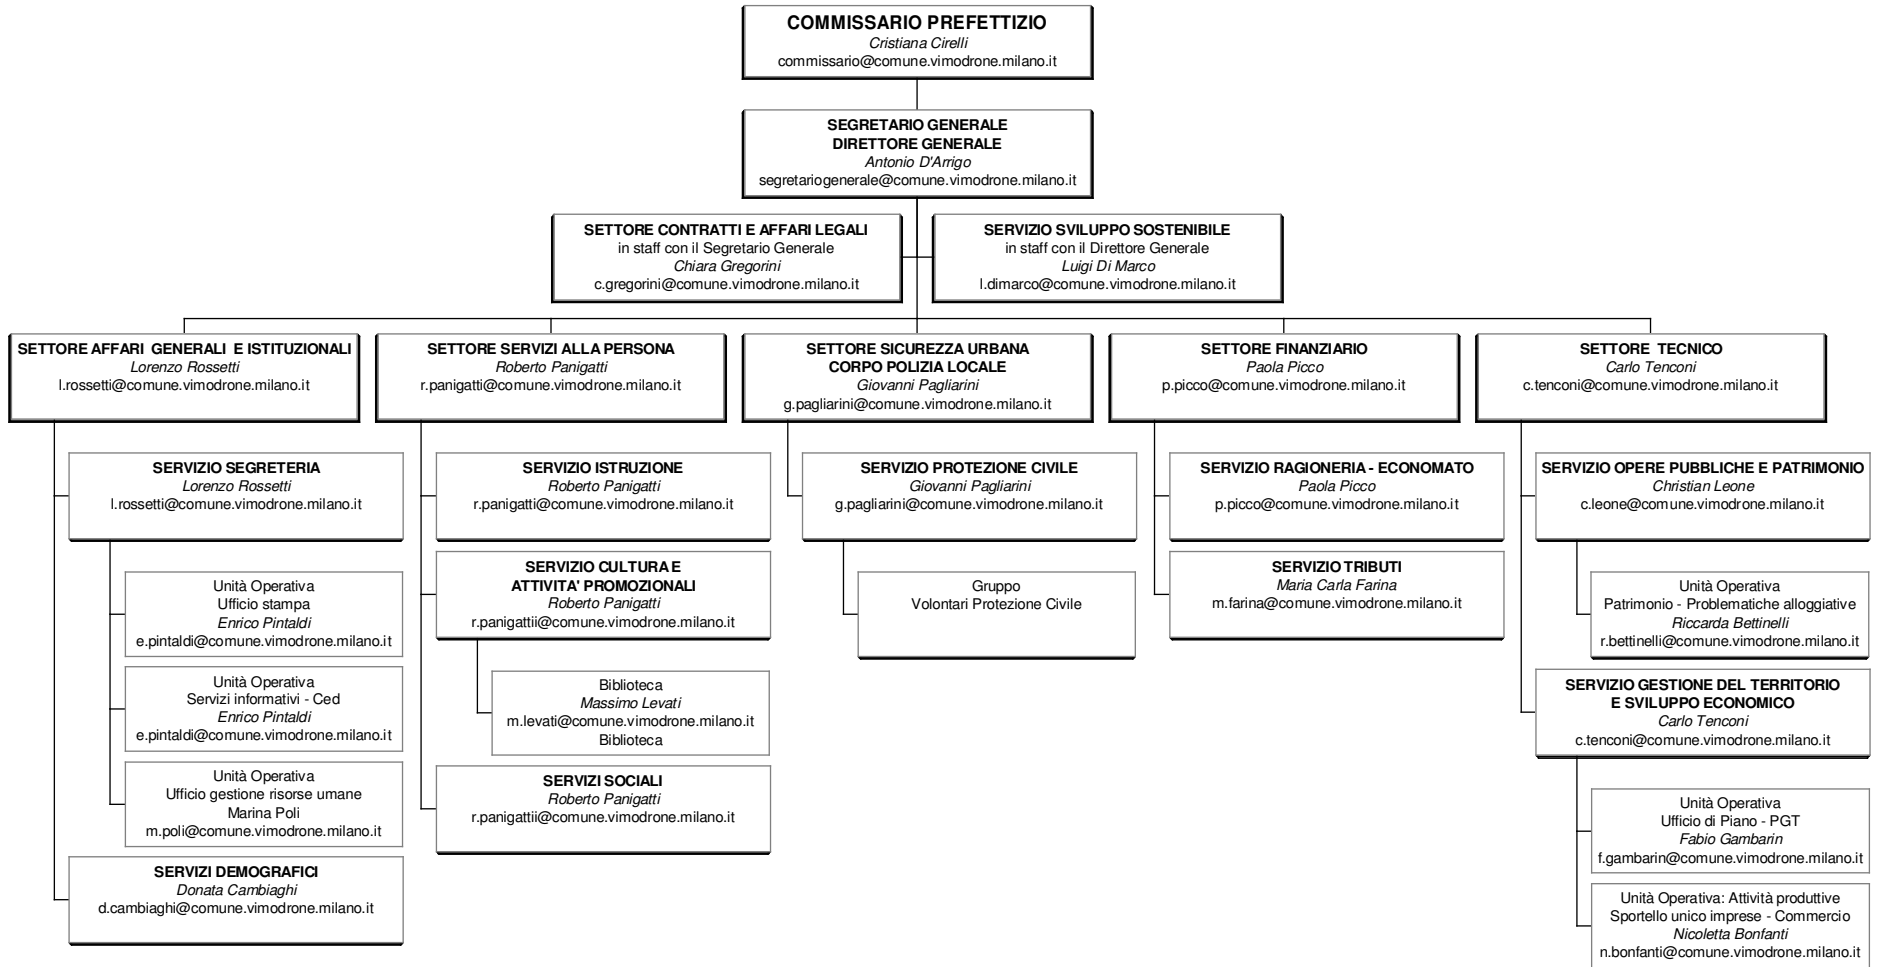 COMMISSARIO PREFETTIZIO
Cristiana Cirelli
commissario@comune.vimodrone.milano.it
SEGRETARIO GENERALE
DIRETTORE GENERALE
Antonio D'Arrigo
segretariogenerale@comune.vimodrone.milano.it
SETTORE CONTRATTI E AFFARI LEGALI
in staff con il Segretario Generale
Chiara Gregorini
c.gregorini@comune.vimodrone.milano.it
SERVIZIO SVILUPPO SOSTENIBILE
in staff con il Direttore Generale
Luigi Di Marco
l.dimarco@comune.vimodrone.milano.it
SETTORE AFFARI GENERALI E ISTITUZIONALI
Lorenzo Rossetti
l.rossetti@comune.vimodrone.milano.it
SERVIZIO SEGRETERIA
Lorenzo Rossetti
l.rossetti@comune.vimodrone.milano.it
Unità Operativa
Ufficio stampa
Enrico Pintaldi
e.pintaldi@comune.vimodrone.milano.it
Unità Operativa
Servizi informativi - Ced
Enrico Pintaldi
e.pintaldi@comune.vimodrone.milano.it
Unità Operativa
Ufficio gestione risorse umane
Marina Poli
m.poli@comune.vimodrone.milano.it
SERVIZI DEMOGRAFICI
Donata Cambiaghi
d.cambiaghi@comune.vimodrone.milano.it
SETTORE SERVIZI ALLA PERSONA
Roberto Panigatti
r.panigatti@comune.vimodrone.milano.it
SERVIZIO ISTRUZIONE
Roberto Panigatti
r.panigatti@comune.vimodrone.milano.it
SERVIZIO CULTURA E
ATTIVITA' PROMOZIONALI
Roberto Panigatti
r.panigattii@comune.vimodrone.milano.it
Biblioteca
Massimo Levati
m.levati@comune.vimodrone.milano.it
Biblioteca
SERVIZI SOCIALI
Roberto Panigatti
r.panigattii@comune.vimodrone.milano.it
SETTORE SICUREZZA URBANA
CORPO POLIZIA LOCALE
Giovanni Pagliarini
g.pagliarini@comune.vimodrone.milano.it
SERVIZIO PROTEZIONE CIVILE
Giovanni Pagliarini
g.pagliarini@comune.vimodrone.milano.it
Gruppo
Volontari Protezione Civile
SETTORE FINANZIARIO
Paola Picco
p.picco@comune.vimodrone.milano.it
SERVIZIO RAGIONERIA - ECONOMATO
Paola Picco
p.picco@comune.vimodrone.milano.it
SERVIZIO TRIBUTI
Maria Carla Farina
m.farina@comune.vimodrone.milano.it
SETTORE TECNICO
Carlo Tenconi
c.tenconi@comune.vimodrone.milano.it
SERVIZIO OPERE PUBBLICHE E PATRIMONIO
Christian Leone
c.leone@comune.vimodrone.milano.it
Unità Operativa
Patrimonio - Problematiche alloggiative
Riccarda Bettinelli
r.bettinelli@comune.vimodrone.milano.it
SERVIZIO GESTIONE DEL TERRITORIO
E SVILUPPO ECONOMICO
Carlo Tenconi
c.tenconi@comune.vimodrone.milano.it
Unità Operativa
Ufficio di Piano - PGT
Fabio Gambarin
f.gambarin@comune.vimodrone.milano.it
Unità Operativa: Attività produttive
Sportello unico imprese - Commercio
Nicoletta Bonfanti
n.bonfanti@comune.vimodrone.milano.it